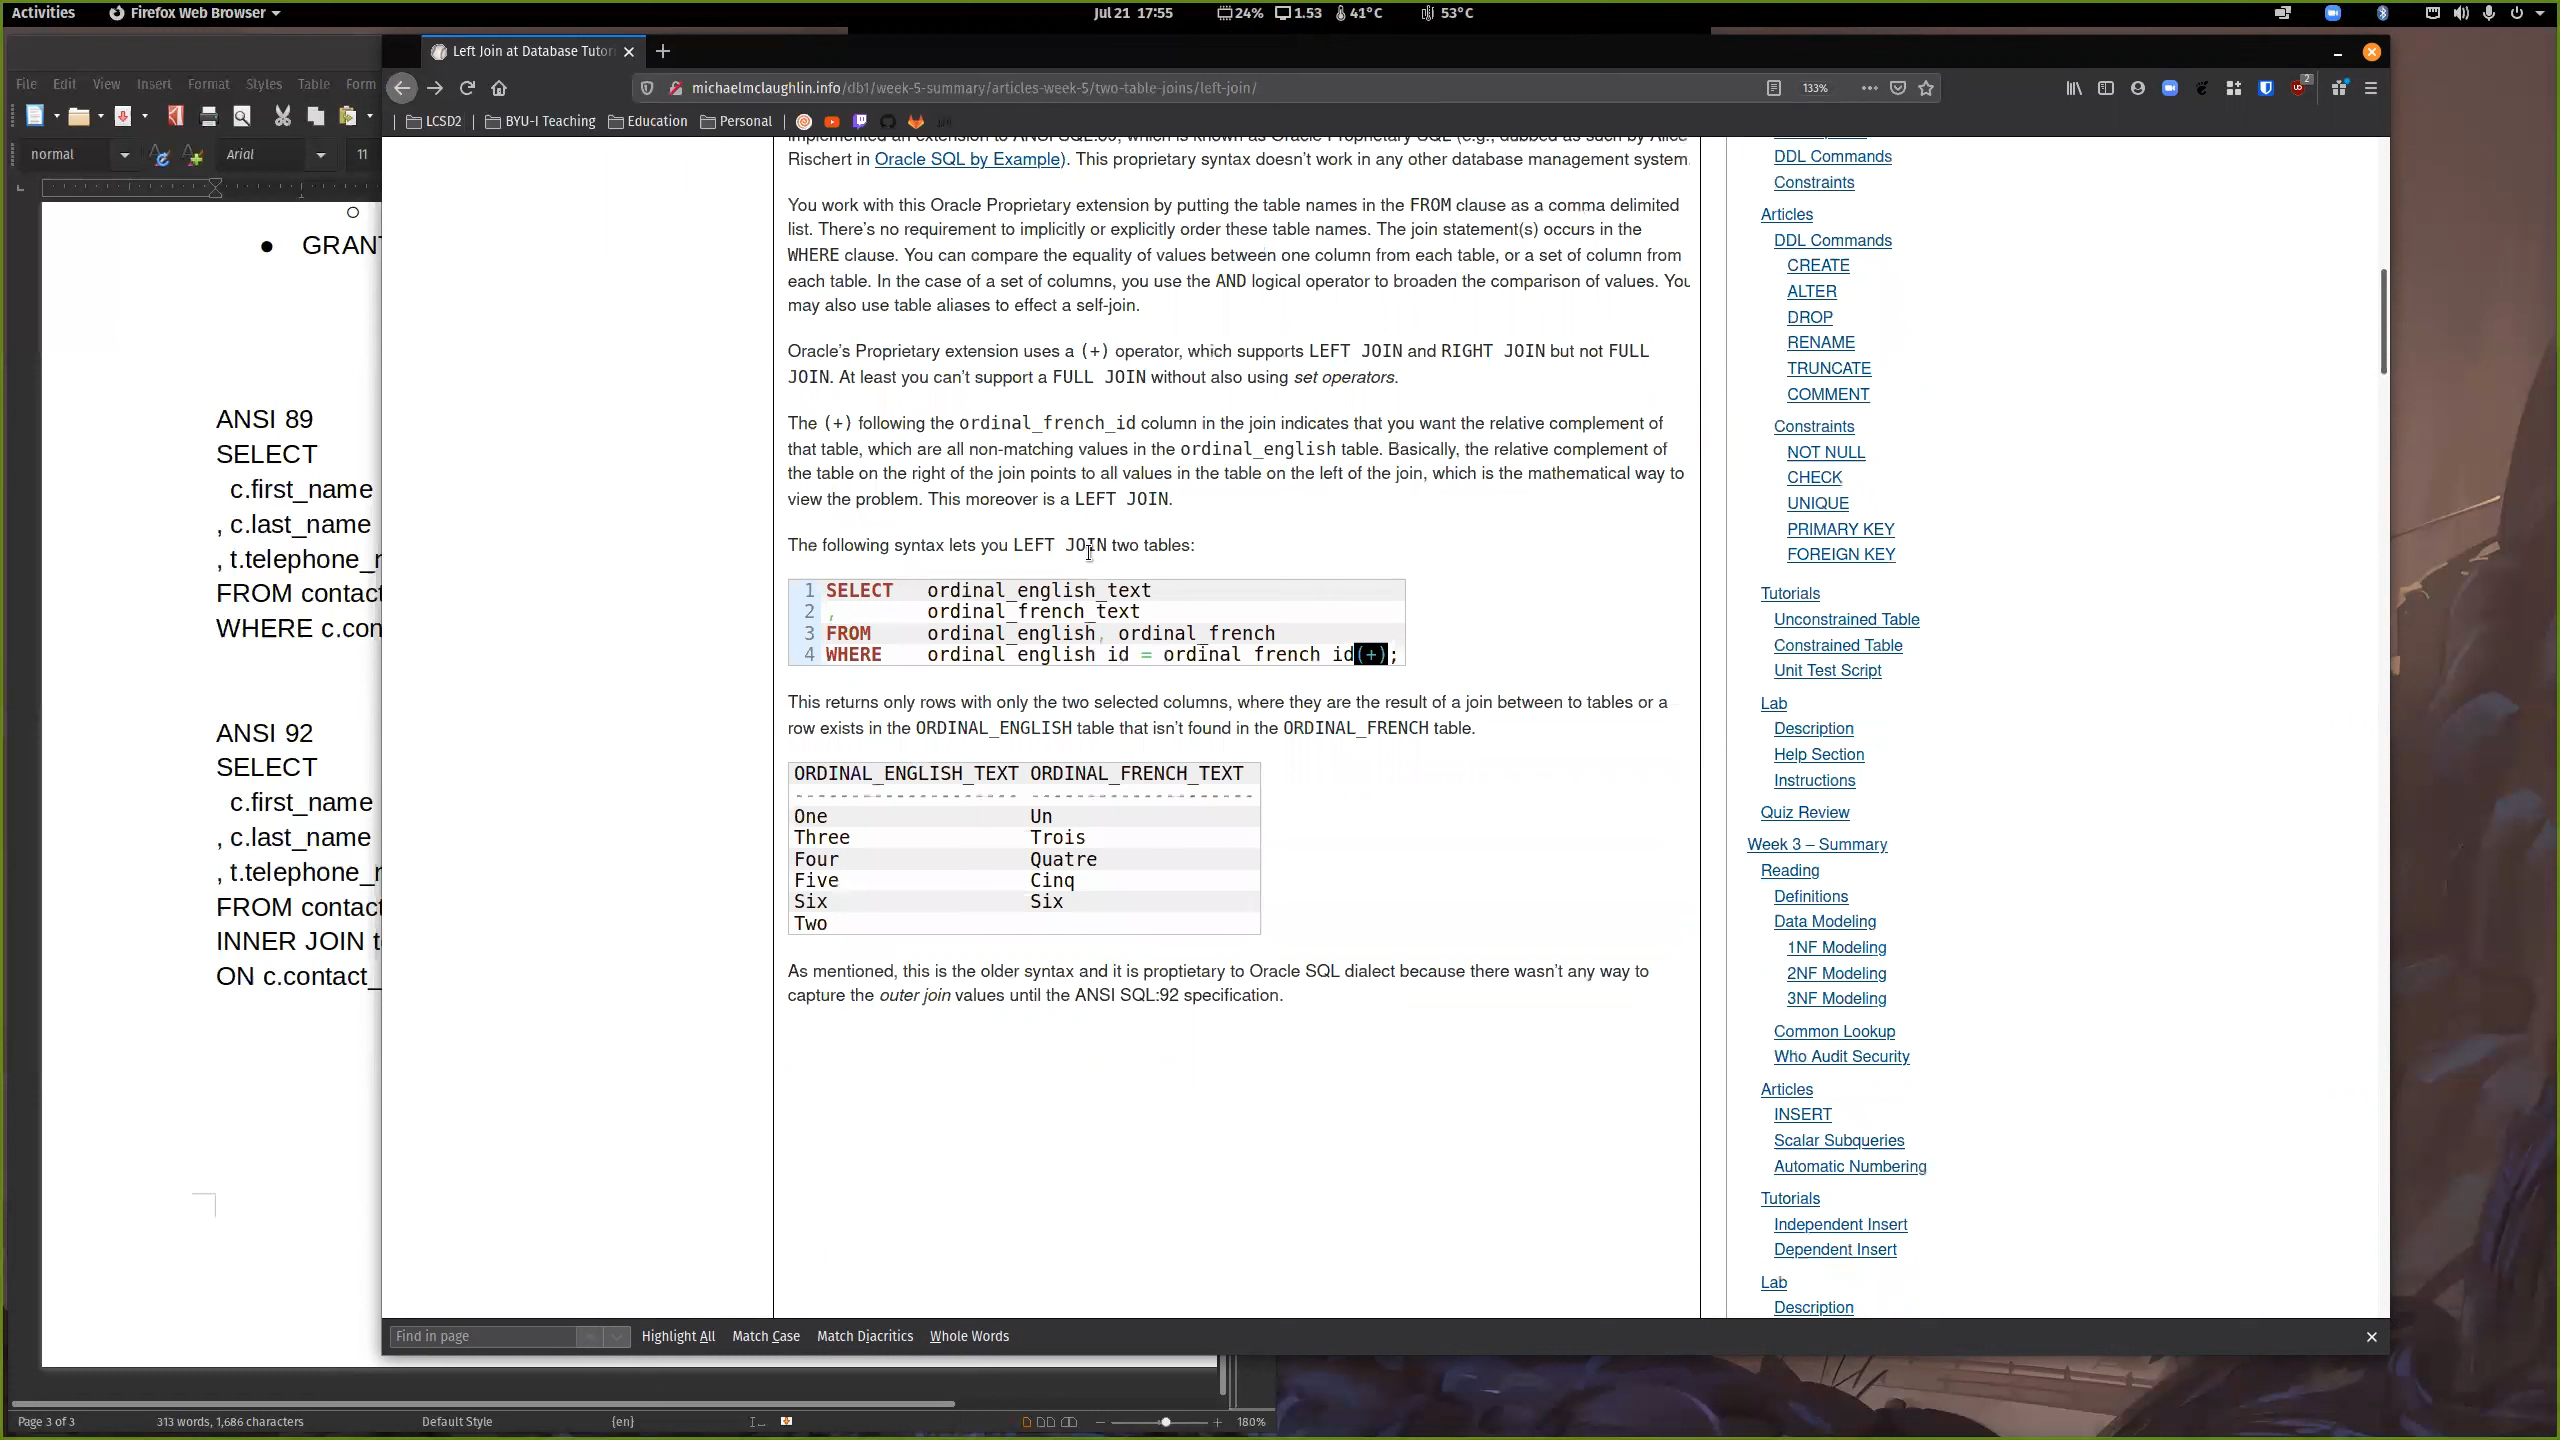 Activities Firefox Web Browser Jul 21 17:55 24% 1.53 41°C 53°C
File Edit View Insert Format Styles Table Form
normal Arial 11
GRANT
ANSI 89
SELECT
c.first_name
, c.last_name
, t.telephone_
FROM contact
WHERE c.con
ANSI 92
SELECT
c.first_name
, c.last_name
, t.telephone_
FROM contact
INNER JOIN t
ON c.contact_
Page 3 of 3 313 words, 1,686 characters Default Style {en} 180%
Left Join at Database Tutor
michaelmclaughlin.info/db1/week-5-summary/articles-week-5/two-table-joins/left-join/ 133% 2
LCSD2 BYU-I Teaching Education Personal
Rischert in Oracle SQL by Example). This proprietary syntax doesn't work in any other database management system.
You work with this Oracle Proprietary extension by putting the table names in the FROM clause as a comma delimited
list. There's no requirement to implicitly or explicitly order these table names. The join statement(s) occurs in the
WHERE clause. You can compare the equality of values between one column from each table, or a set of column from
each table. In the case of a set of columns, you use the AND logical operator to broaden the comparison of values. You
may also use table aliases to effect a self-join.
Oracle's Proprietary extension uses a (+) operator, which supports LEFT JOIN and RIGHT JOIN but not FULL
JOIN. At least you can't support a FULL JOIN without also using set operators.
The (+) following the ordinal_french_id column in the join indicates that you want the relative complement of
that table, which are all non-matching values in the ordinal_english table. Basically, the relative complement of
the table on the right of the join points to all values in the table on the left of the join, which is the mathematical way to
view the problem. This moreover is a LEFT JOIN.
The following syntax lets you LEFT JOIN two tables:
1 SELECT ordinal_english_text
2 , ordinal_french_text
3 FROM ordinal_english, ordinal_french
4 WHERE ordinal_english_id = ordinal_french_id(+);
This returns only rows with only the two selected columns, where they are the result of a join between to tables or a
row exists in the ORDINAL_ENGLISH table that isn't found in the ORDINAL_FRENCH table.
ORDINAL_ENGLISH_TEXT ORDINAL_FRENCH_TEXT
-------------------- --------------------
One Un
Three Trois
Four Quatre
Five Cinq
Six Six
Two
As mentioned, this is the older syntax and it is proptietary to Oracle SQL dialect because there wasn't any way to
capture the outer join values until the ANSI SQL:92 specification.
DDL Commands
Constraints
Articles
DDL Commands
CREATE
ALTER
DROP
RENAME
TRUNCATE
COMMENT
Constraints
NOT NULL
CHECK
UNIQUE
PRIMARY KEY
FOREIGN KEY
Tutorials
Unconstrained Table
Constrained Table
Unit Test Script
Lab
Description
Help Section
Instructions
Quiz Review
Week 3 – Summary
Reading
Definitions
Data Modeling
1NF Modeling
2NF Modeling
3NF Modeling
Common Lookup
Who Audit Security
Articles
INSERT
Scalar Subqueries
Automatic Numbering
Tutorials
Independent Insert
Dependent Insert
Lab
Description
Find in page Highlight All Match Case Match Diacritics Whole Words